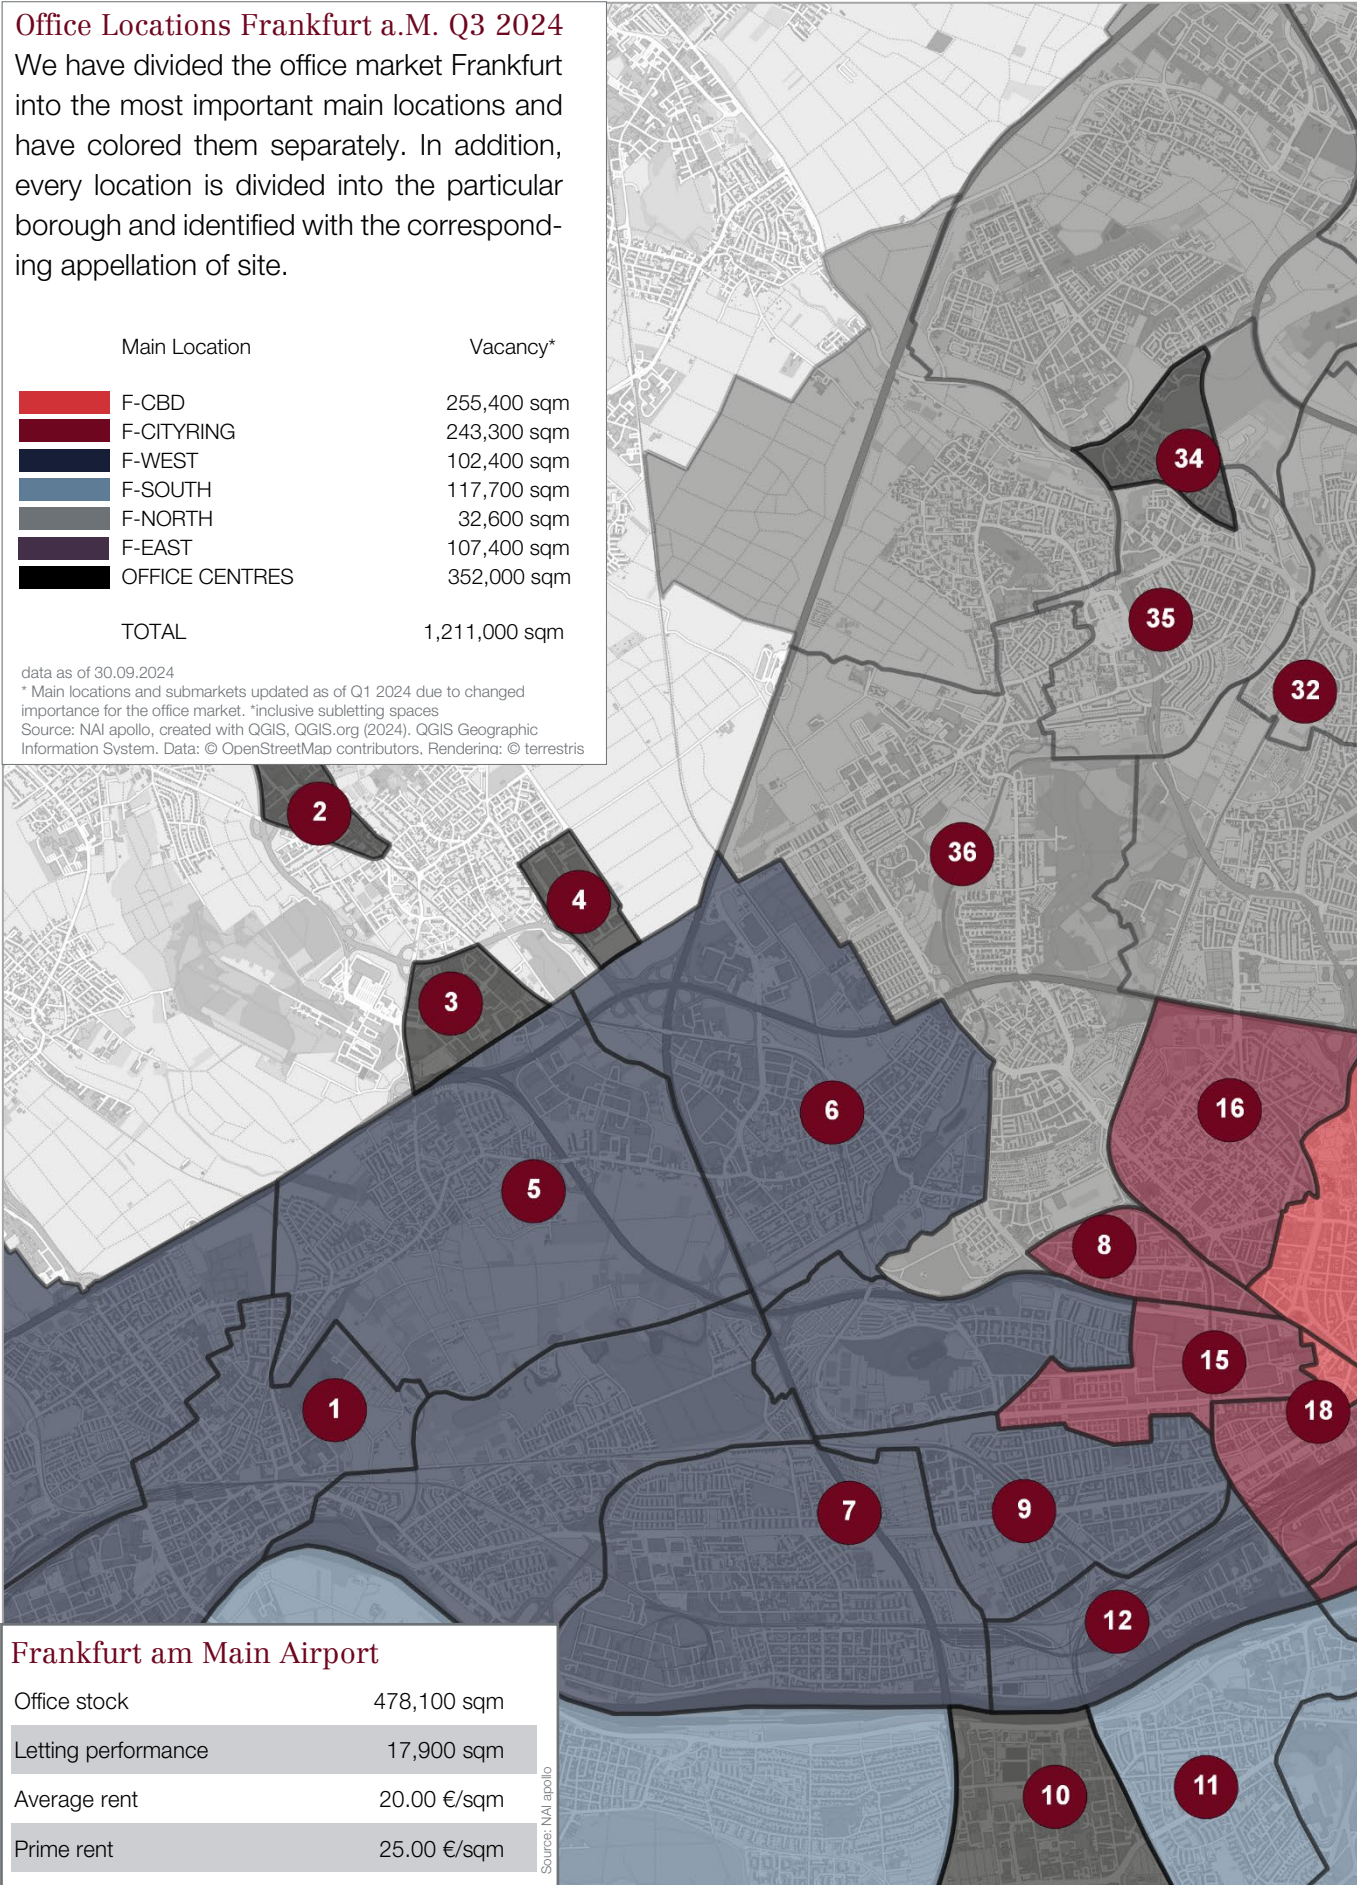 Office Locations Frankfurt a.M. Q3 2024
We have divided the office market Frankfurt
into the most important main locations and
have colored them separately. In addition,
every location is divided into the particular
borough and identified with the correspond-
ing appellation of site.
Main Location Vacancy*
F-CBD 255,400 sqm
F-CITYRING 243,300 sqm
F-WEST 102,400 sqm
F-SOUTH 117,700 sqm
F-NORTH 32,600 sqm
F-EAST 107,400 sqm
OFFICE CENTRES 352,000 sqm
TOTAL 1,211,000 sqm
data as of 30.09.2024
* Main locations and submarkets updated as of Q1 2024 due to changed
importance for the office market. *inclusive subletting spaces
Source: NAI apollo, created with QGIS, QGIS.org (2024). QGIS Geographic
Information System. Data: © OpenStreetMap contributors, Rendering: © terrestris
34
35
32
2
36
4
3
6
16
5
8
15
1
18
7
9
12
10
11
Frankfurt am Main Airport
Office stock 478,100 sqm
Letting performance 17,900 sqm
Average rent 20.00 €/sqm
Prime rent 25.00 €/sqm
Source: NAI apollo